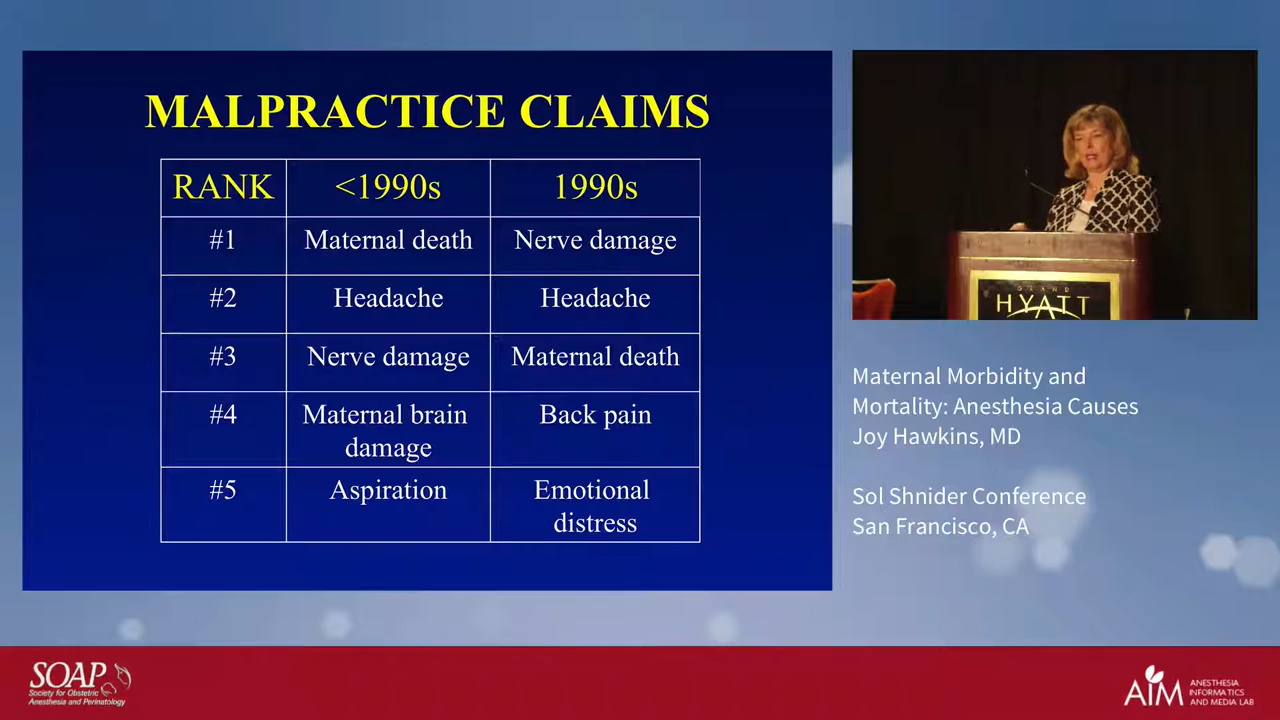 MALPRACTICE CLAIMS
RANK <1990s 1990s
#1 Maternal death Nerve damage
#2 Headache Headache
#3 Nerve damage Maternal death
#4 Maternal brain damage Back pain
#5 Aspiration Emotional distress
GRAND
HYATT
Maternal Morbidity and
Mortality: Anesthesia Causes
Joy Hawkins, MD
Sol Shnider Conference
San Francisco, CA
SOAP
Society for Obstetric
Anesthesia and Perinatology
AIM
ANESTHESIA
INFORMATICS
AND MEDIA LAB